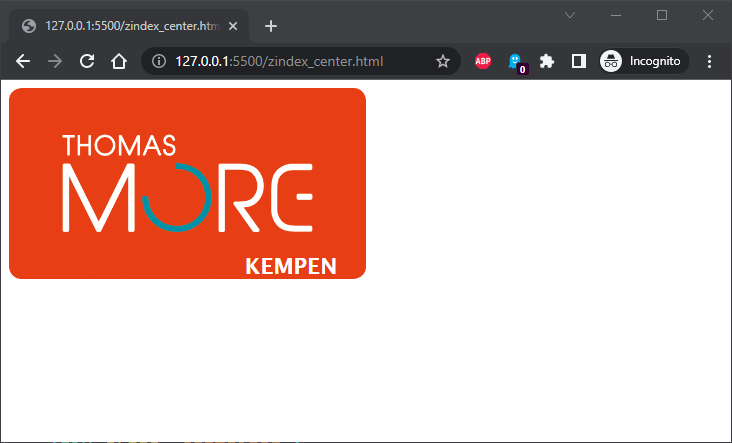 127.0.0.1:5500/zindex_center.htm
127.0.0.1:5500/zindex_center.html
ABP
0
Incognito
THOMAS
MORE
KEMPEN